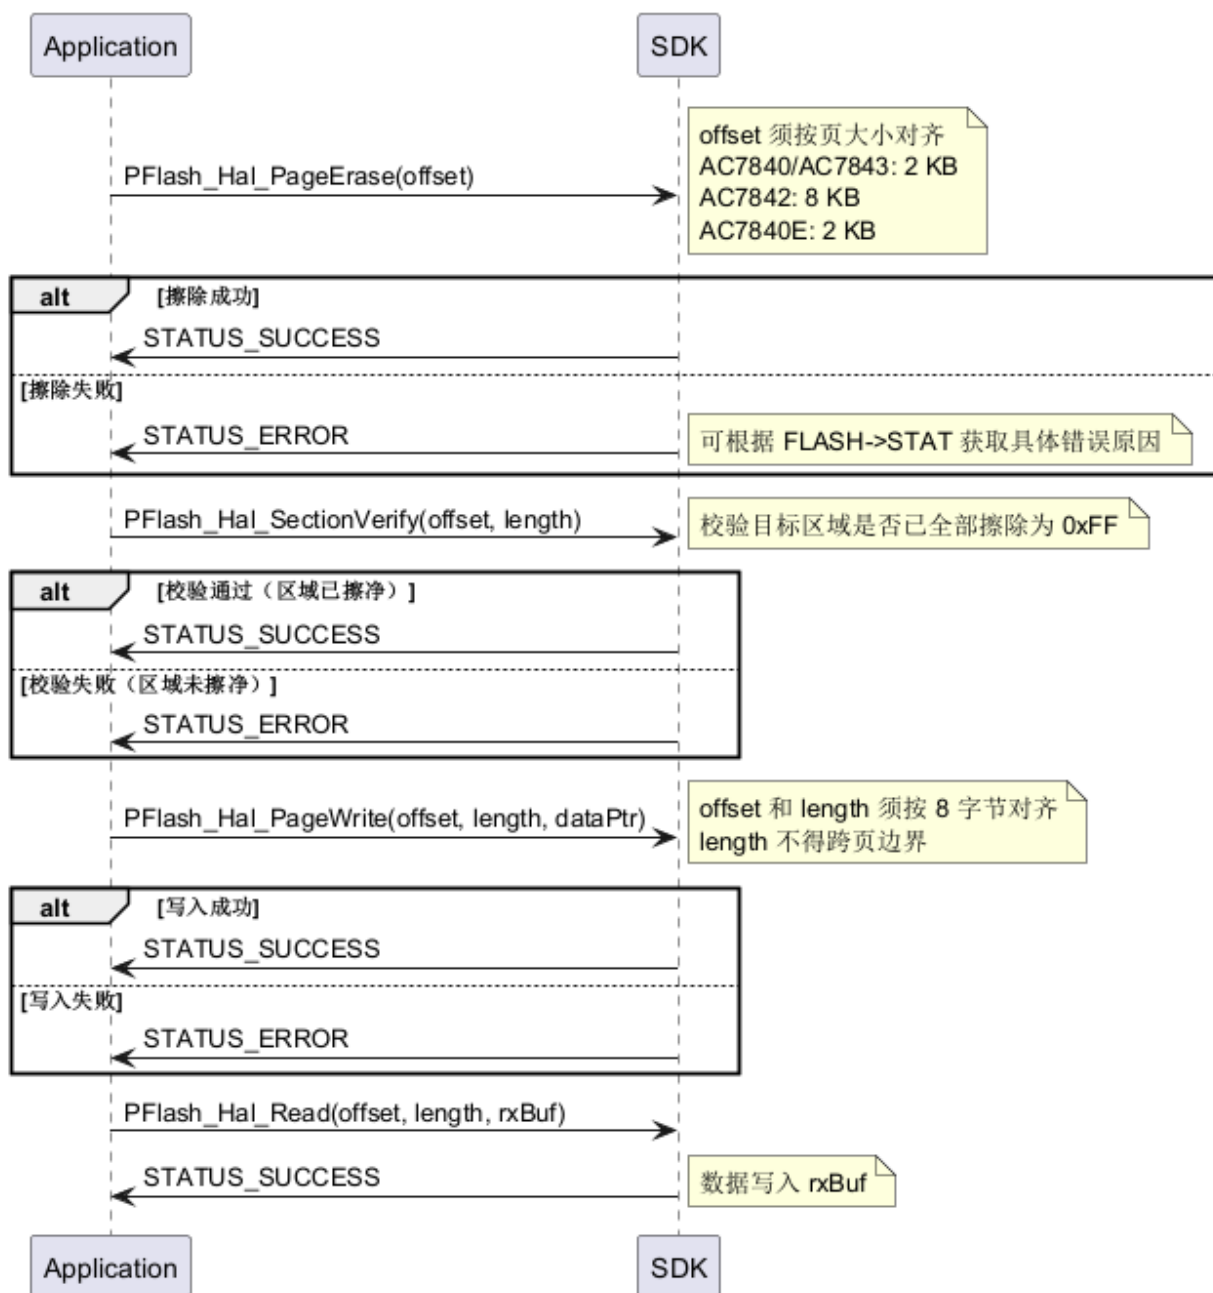 Application
SDK
offset 须按页大小对齐
AC7840/AC7843: 2 KB
AC7842: 8 KB
AC7840E: 2 KB
PFlash_Hal_PageErase(offset)
alt
[擦除成功]
STATUS_SUCCESS
[擦除失败]
STATUS_ERROR
可根据 FLASH->STAT 获取具体错误原因
PFlash_Hal_SectionVerify(offset, length)
校验目标区域是否已全部擦除为 0xFF
alt
[校验通过（区域已擦净）]
STATUS_SUCCESS
[校验失败（区域未擦净）]
STATUS_ERROR
PFlash_Hal_PageWrite(offset, length, dataPtr)
offset 和 length 须按 8 字节对齐
length 不得跨页边界
alt
[写入成功]
STATUS_SUCCESS
[写入失败]
STATUS_ERROR
PFlash_Hal_Read(offset, length, rxBuf)
STATUS_SUCCESS
数据写入 rxBuf
Application
SDK